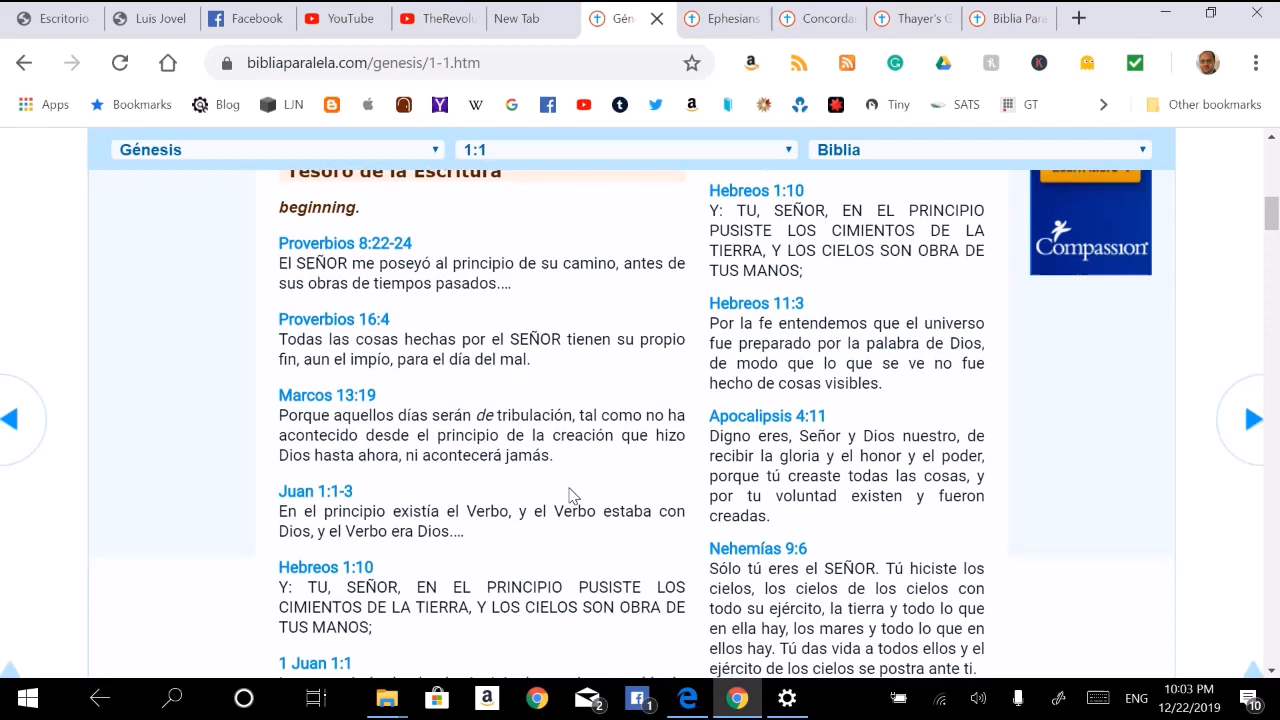 Escritorio
Luis Jovel
Facebook
YouTube
TheRevolu
New Tab
Gén
Ephesians
Concordan
Thayer's G
Biblia Para
bibliaparalela.com/genesis/1-1.htm
Apps
Bookmarks
Blog
LJN
Tiny
SATS
GT
Other bookmarks
Génesis
1:1
Biblia
Tesoro de la Escritura
beginning.
Proverbios 8:22-24
El SEÑOR me poseyó al principio de su camino, antes de
sus obras de tiempos pasados.…
Proverbios 16:4
Todas las cosas hechas por el SEÑOR tienen su propio
fin, aun el impío, para el día del mal.
Marcos 13:19
Porque aquellos días serán de tribulación, tal como no ha
acontecido desde el principio de la creación que hizo
Dios hasta ahora, ni acontecerá jamás.
Juan 1:1-3
En el principio existía el Verbo, y el Verbo estaba con
Dios, y el Verbo era Dios.…
Hebreos 1:10
Y: TU, SEÑOR, EN EL PRINCIPIO PUSISTE LOS
CIMIENTOS DE LA TIERRA, Y LOS CIELOS SON OBRA DE
TUS MANOS;
1 Juan 1:1
Hebreos 1:10
Y: TU, SEÑOR, EN EL PRINCIPIO
PUSISTE LOS CIMIENTOS DE LA
TIERRA, Y LOS CIELOS SON OBRA DE
TUS MANOS;
Hebreos 11:3
Por la fe entendemos que el universo
fue preparado por la palabra de Dios,
de modo que lo que se ve no fue
hecho de cosas visibles.
Apocalipsis 4:11
Digno eres, Señor y Dios nuestro, de
recibir la gloria y el honor y el poder,
porque tú creaste todas las cosas, y
por tu voluntad existen y fueron
creadas.
Nehemías 9:6
Sólo tú eres el SEÑOR. Tú hiciste los
cielos, los cielos de los cielos con
todo su ejército, la tierra y todo lo que
en ella hay, los mares y todo lo que en
ellos hay. Tú das vida a todos ellos y el
ejército de los cielos se postra ante ti.
Learn More
Compassion
2
1
ENG
10:03 PM
12/22/2019
10